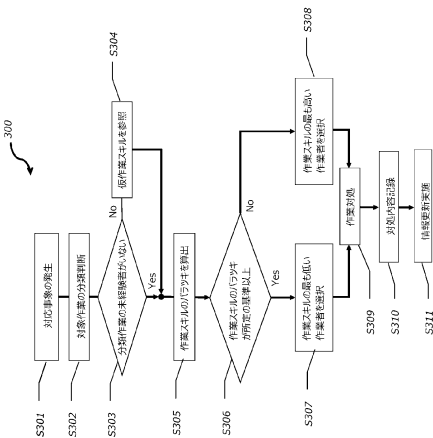 300
S301
対応事象の発生
S302
対象作業の分類判断
S303
分類作業の未経験者がいない
No
S304
仮作業スキルを参照
Yes
S305
作業スキルのバラツキを算出
S306
作業スキルのバラツキ
が所定の基準以上
No
Yes
S307
作業スキルの最も低い
作業者を選択
S308
作業スキルの最も高い
作業者を選択
S309
作業対処
S310
対処内容記録
S311
情報更新実施